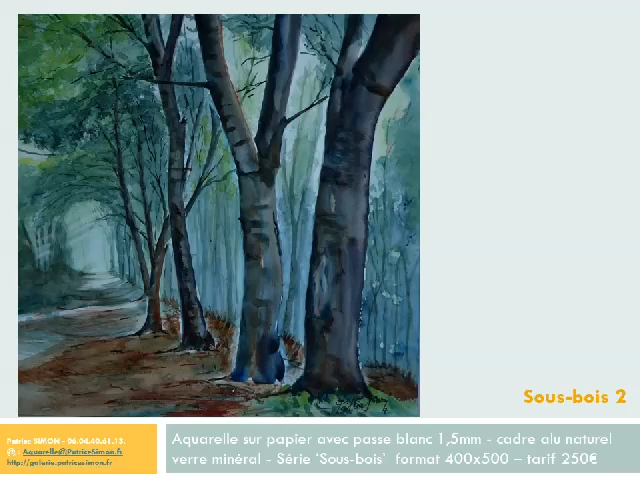 Sous-bois 2
Patrice SIMON - 06.04.40.61.13.
@ Aquarelles@PatriceSimon.fr
http://galerie.patricesimon.fr
Aquarelle sur papier avec passe blanc 1,5mm - cadre alu naturel
verre minéral - Série 'Sous-bois' format 400x500 – tarif 250€